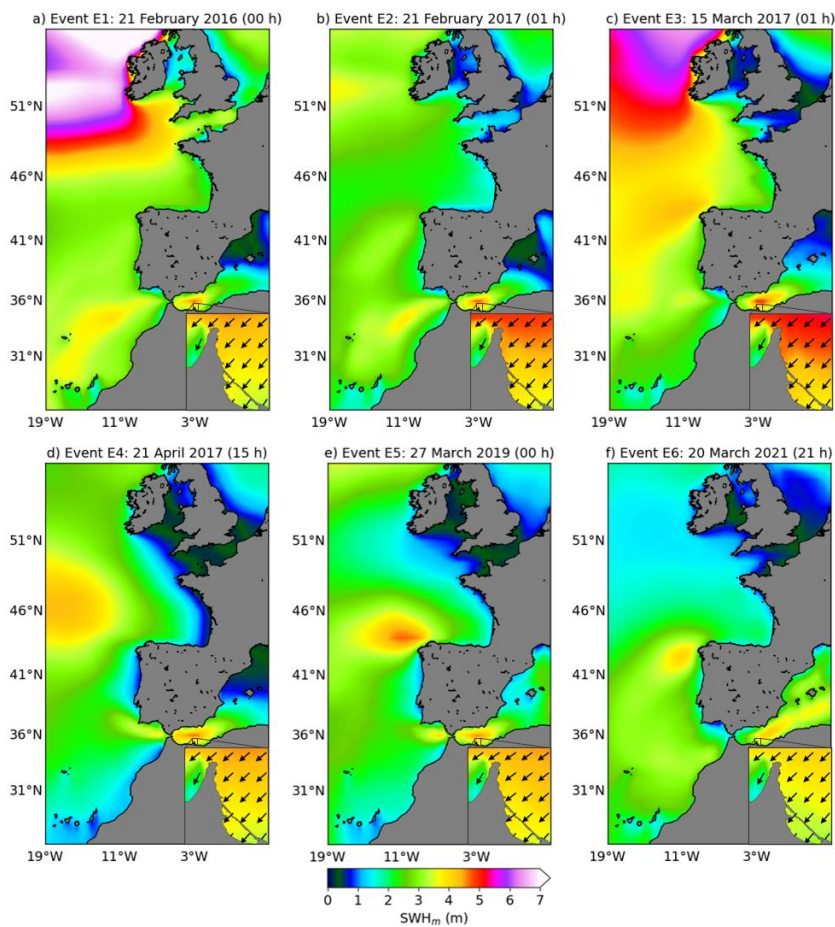 a) Event E1: 21 February 2016 (00 h)
b) Event E2: 21 February 2017 (01 h)
c) Event E3: 15 March 2017 (01 h)
51°N
51°N
51°N
46°N
46°N
46°N
41°N
41°N
41°N
36°N
36°N
36°N
31°N
31°N
31°N
19°W 11°W 3°W
19°W 11°W 3°W
19°W 11°W 3°W
d) Event E4: 21 April 2017 (15 h)
e) Event E5: 27 March 2019 (00 h)
f) Event E6: 20 March 2021 (21 h)
51°N
51°N
51°N
46°N
46°N
46°N
41°N
41°N
41°N
36°N
36°N
36°N
31°N
31°N
31°N
19°W 11°W 3°W
19°W 11°W 3°W
19°W 11°W 3°W
0 1 2 3 4 5 6 7
SWHm (m)